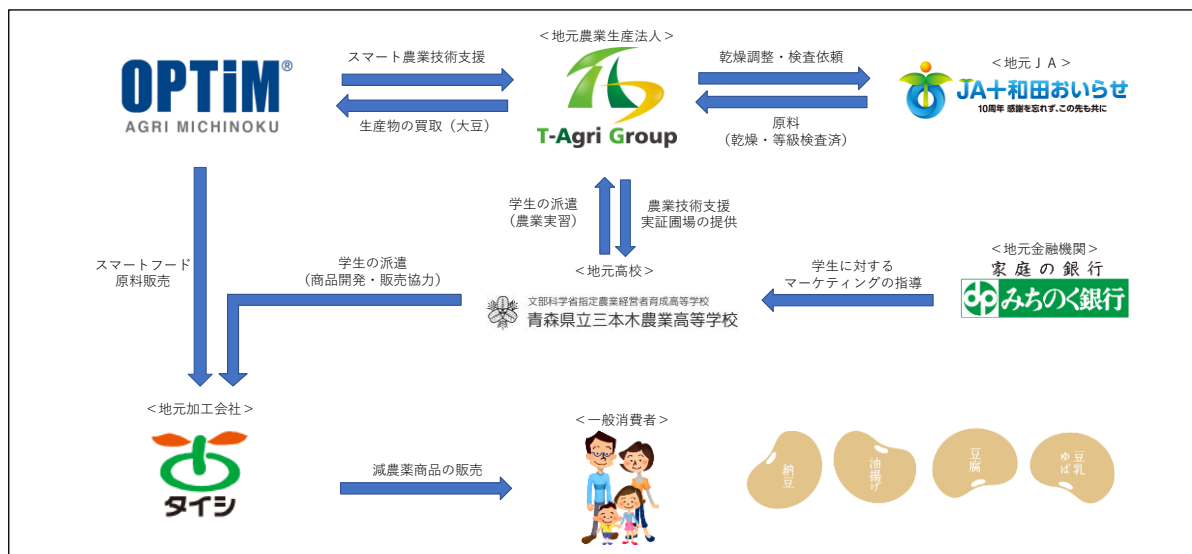 ＜地元農業生産法人＞
スマート農業技術支援
乾燥調整・検査依頼
＜地元ＪＡ＞
OPTiM®
AGRI MICHINOKU
T-Agri Group
JA十和田おいらせ
10周年 感謝を忘れず、この先も共に
生産物の買取（大豆）
原料
（乾燥・等級検査済）
学生の派遣
（農業実習）
農業技術支援
実証圃場の提供
スマートフード
原料販売
学生の派遣
（商品開発・販売協力）
＜地元高校＞
文部科学省指定農業経営者育成高等学校
青森県立三本木農業高等学校
学生に対する
マーケティングの指導
＜地元金融機関＞
家庭の銀行
みちのく銀行
＜地元加工会社＞
タイシ
減農薬商品の販売
＜一般消費者＞
納豆
油揚げ
豆腐
豆乳
ゆば